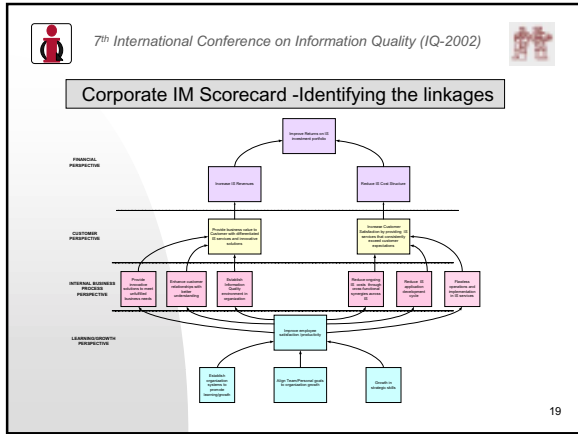 7th International Conference on Information Quality (IQ-2002)
Corporate IM Scorecard -Identifying the linkages
Improve Returns on IS
investment portfolio
FINANCIAL
PERSPECTIVE
Increase IS Revenues
Reduce IS Cost Structure
CUSTOMER
PERSPECTIVE
Provide business value to
Customer with differentiated
IS services and innovative
solutions
Increase Customer
Satisfaction by providing IS
services that consistently
exceed customer
expectations
INTERNAL BUSINESS
PROCESS
PERSPECTIVE
Provide
innovative
solutions to meet
unfulfilled
business needs
Enhance customer
relationships with
better
understanding
Establish
Information
Quality
environment in
organization
Reduce ongoing
IS costs through
cross functional
synergies across
IS
Reduce IS
application
development
cycle
Flawless
operations and
implementation
in IS services
LEARNING/GROWTH
PERSPECTIVE
Improve employee
satisfaction /productivity
Establish
organization
systems to
provide
learning/growth
Align Team/Personal goals
to organization growth
Growth in
strategic skills
19